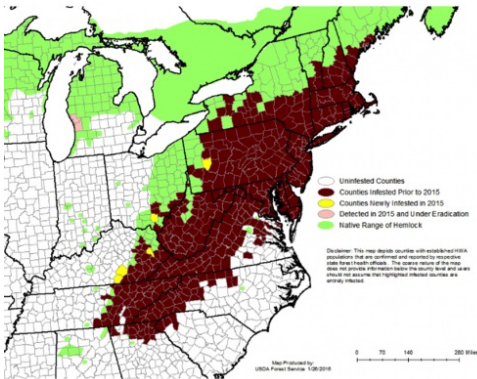 Uninfested Counties
Counties Infested Prior to 2015
Counties Newly Infested in 2015
Detected in 2015 and Under Eradication
Native Range of Hemlock
Disclaimer: This map depicts counties with established HWA
populations that are confirmed and reported by respective
state forest health officials. The coarse nature of the map
does not provide information below the county level and users
should not assume that highlighted infested counties are
entirely infested.
Map Produced by:
USDA Forest Service 1/28/2016
0 70 140 280 Miles